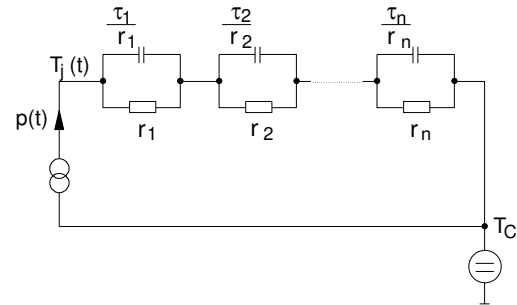 τ1 τ2 τn
r1 r2 rn
Tj(t)
r1 r2 rn
p(t)
TC